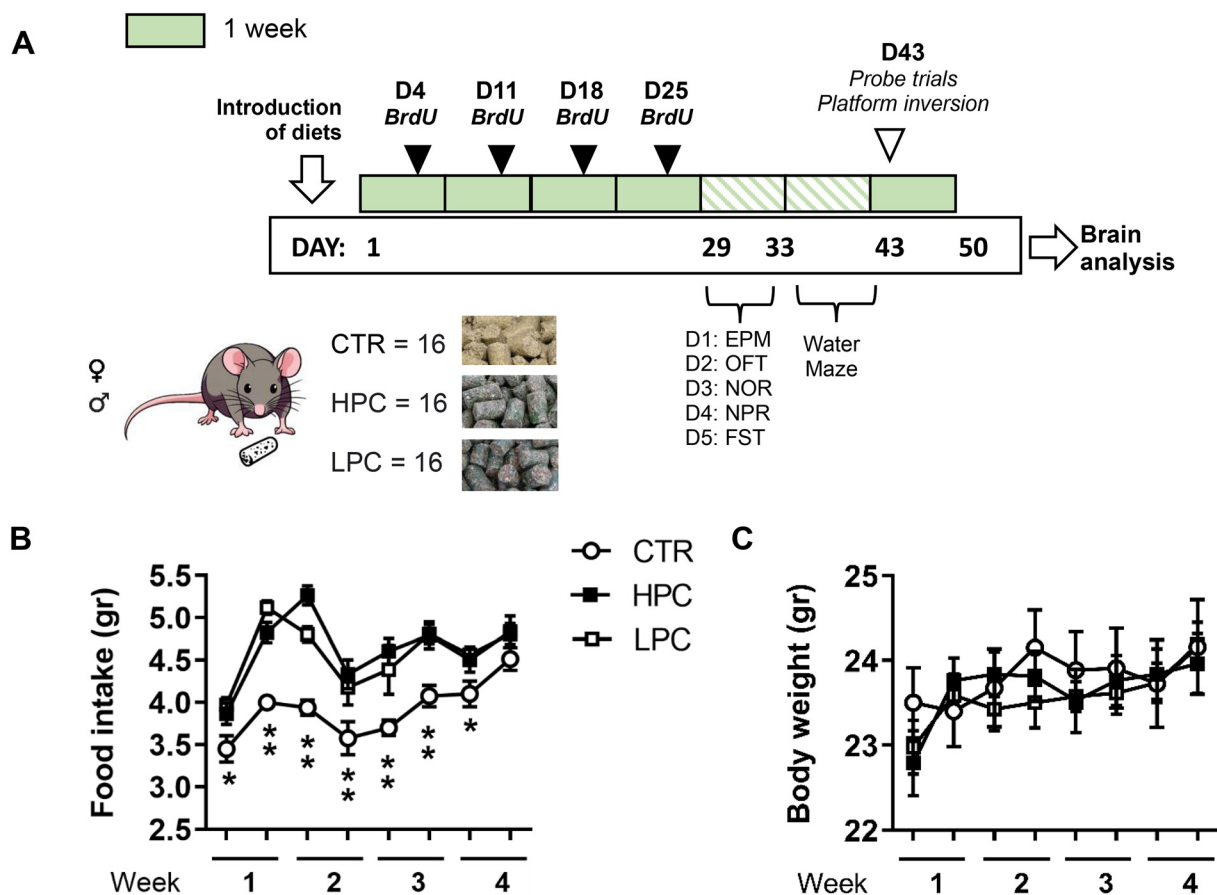 A
1 week
Introduction
of diets
D4
BrdU
D11
BrdU
D18
BrdU
D25
BrdU
D43
Probe trials
Platform inversion
DAY: 1 29 33 43 50
Brain
analysis
♀
♂
CTR = 16
HPC = 16
LPC = 16
D1: EPM
D2: OFT
D3: NOR
D4: NPR
D5: FST
Water
Maze
B
Food intake (gr)
5.5
5.0
4.5
4.0
3.5
3.0
2.5
*
**
**
**
**
**
*
Week 1 2 3 4
CTR
HPC
LPC
C
Body weight (gr)
25
24
23
22
Week 1 2 3 4